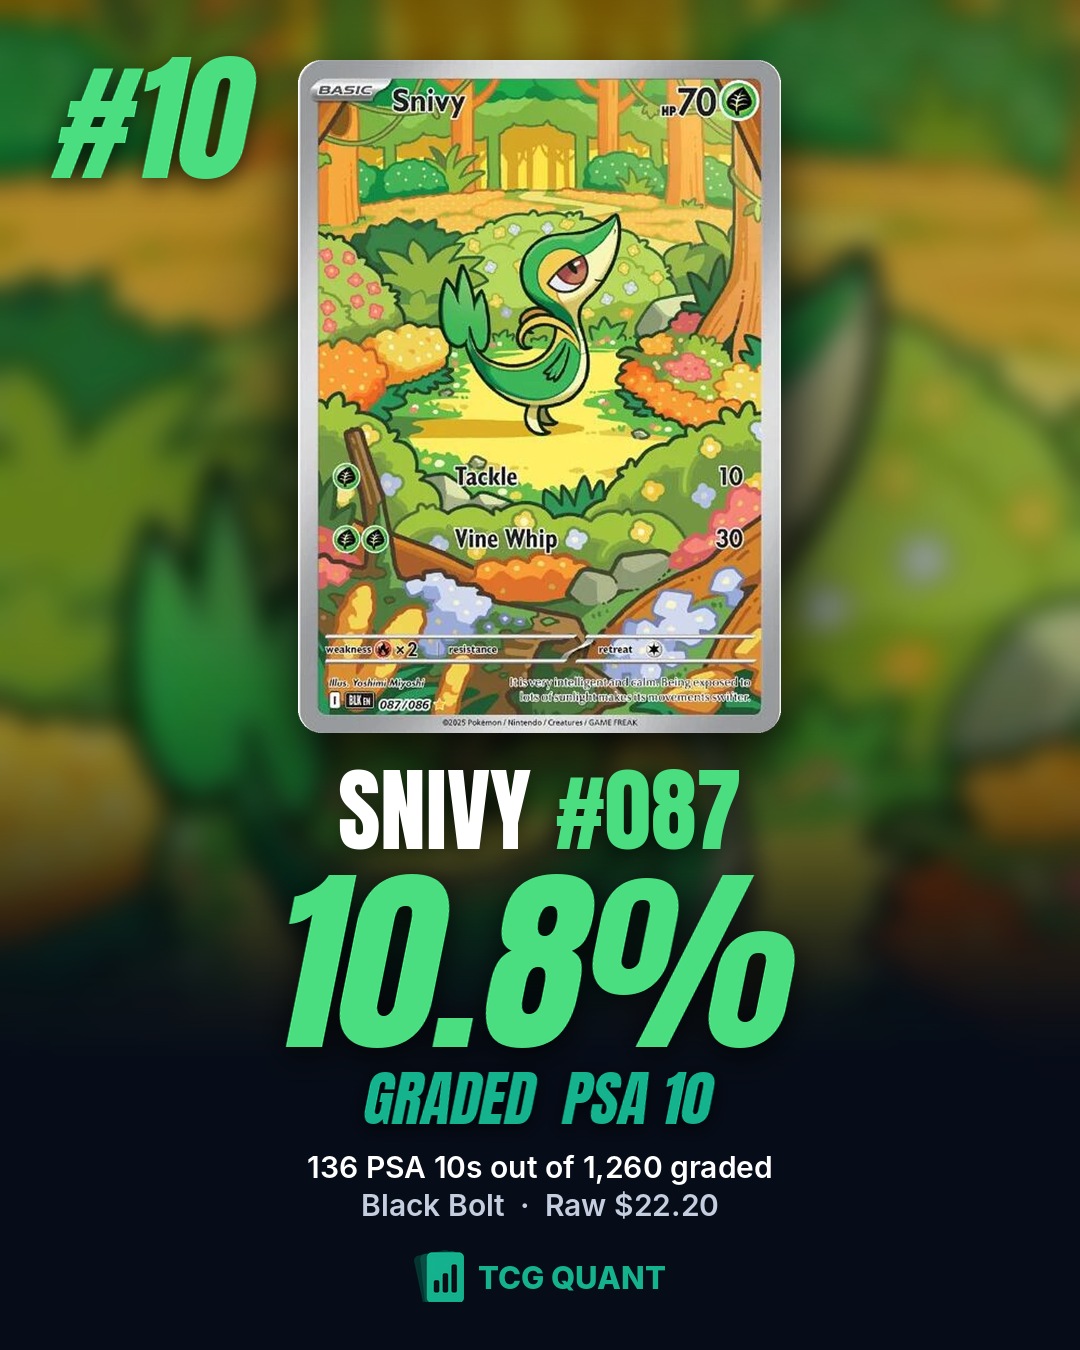 #10
BASIC Snivy HP70
Tackle 10
Vine Whip 30
weakness ×2 resistance retreat
Illus. Yoshimi Miyoshi
It is very intelligent and calm. Being exposed to
lots of sunlight makes its movements swifter.
I BLK EN 087/086
©2025 Pokémon / Nintendo / Creatures / GAME FREAK
SNIVY #087
10.8%
GRADED PSA 10
136 PSA 10s out of 1,260 graded
Black Bolt · Raw $22.20
TCG QUANT